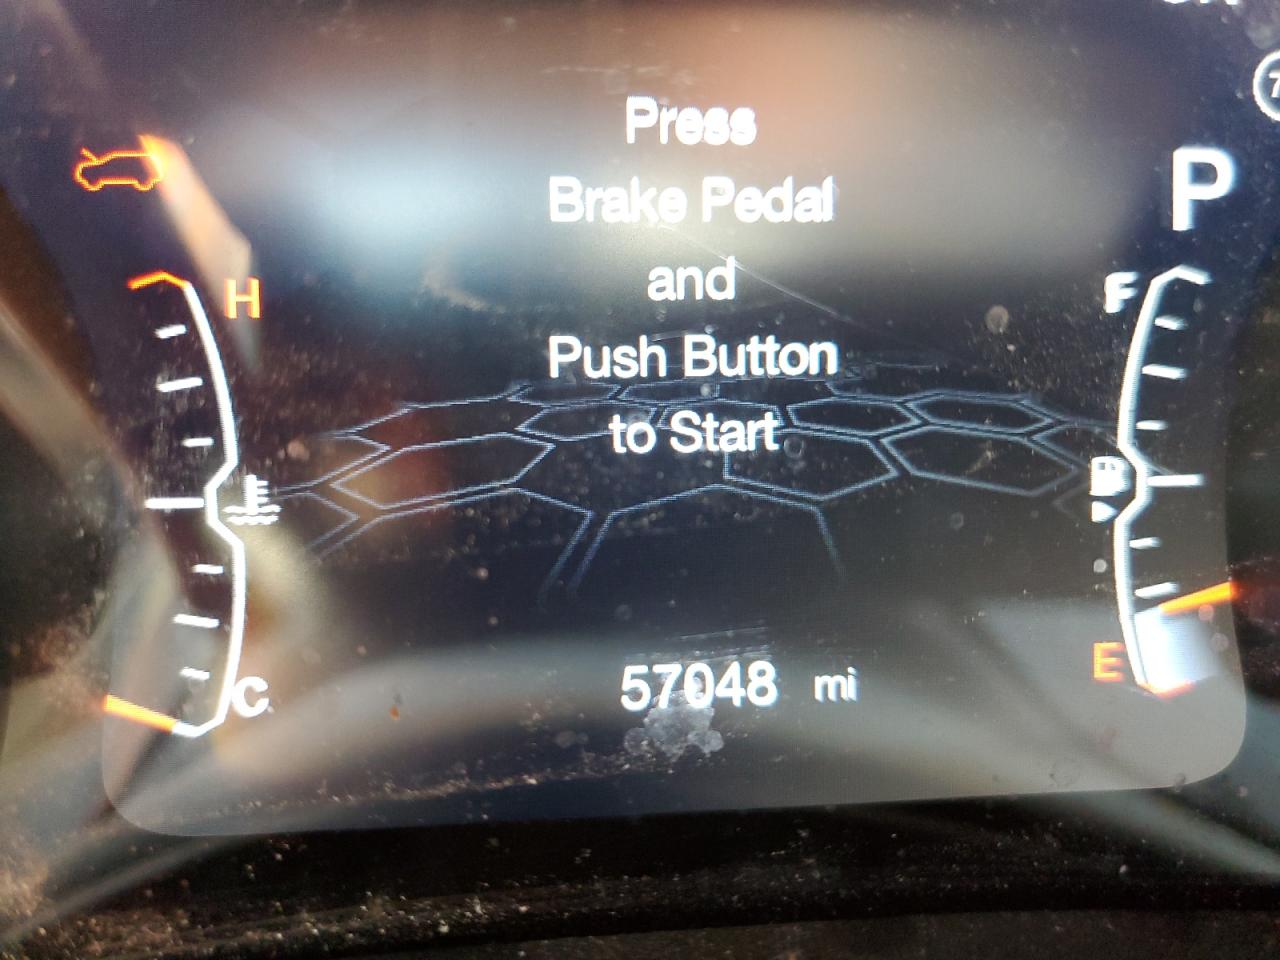 Press
Brake Pedal
and
Push Button
to Start
P
H
F
C
E
57048 mi